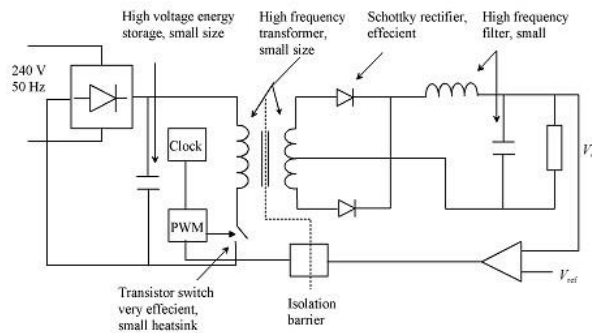 High voltage energy
storage, small size
High frequency
transformer,
small size
Schottky rectifier,
effecient
High frequency
filter, small
240 V
50 Hz
Clock
PWM
Transistor switch
very effecient,
small heatsink
Isolation
barrier
V
Vref